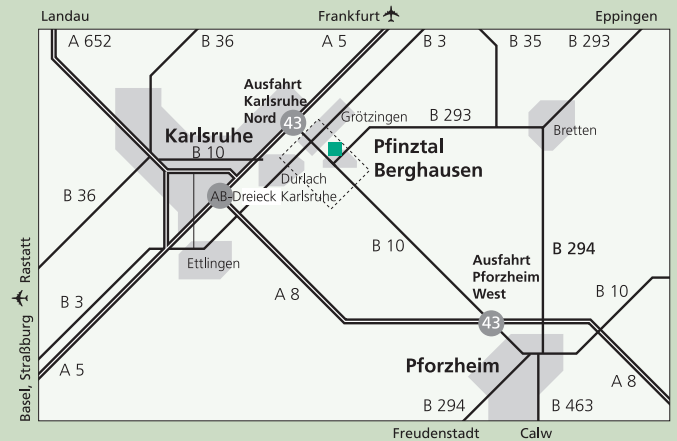 Landau
Frankfurt
Eppingen
A 652
B 36
A 5
B 3
B 35
B 293
Ausfahrt
Karlsruhe
Nord
43
Grötzingen
B 293
Bretten
Karlsruhe
B 10
Pfinztal
Berghausen
Durlach
AB-Dreieck Karlsruhe
B 36
Ettlingen
B 10
B 294
Ausfahrt
Pforzheim
West
43
B 10
A 8
B 3
Basel, Straßburg Rastatt
A 5
Pforzheim
A 8
B 294
B 463
Freudenstadt
Calw